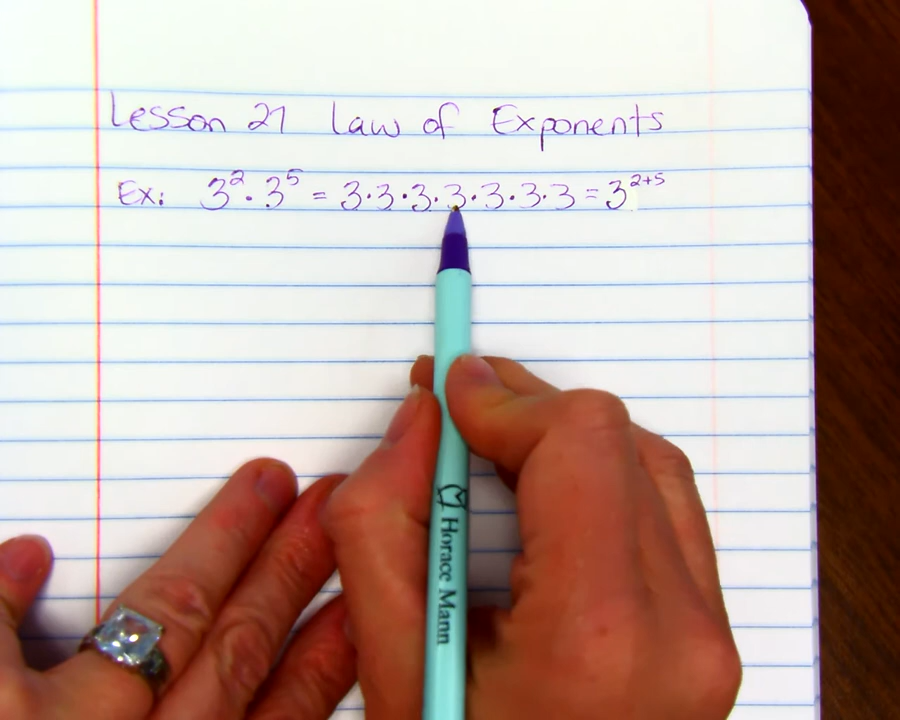 Lesson 21 Law of Exponents
Ex: 3² · 3⁵ = 3·3·3·3·3·3·3 = 3²⁺⁵
Horace Mann